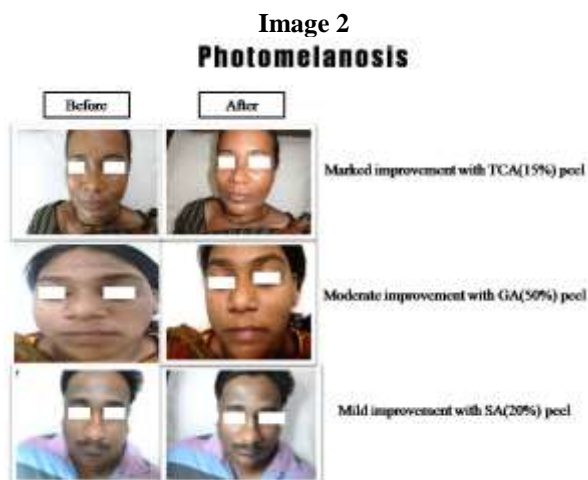 Image 2
Photomelanosis
Before After
Marked improvement with TCA(15%) peel
Moderate improvement with GA(50%) peel
Mild improvement with SA(20%) peel